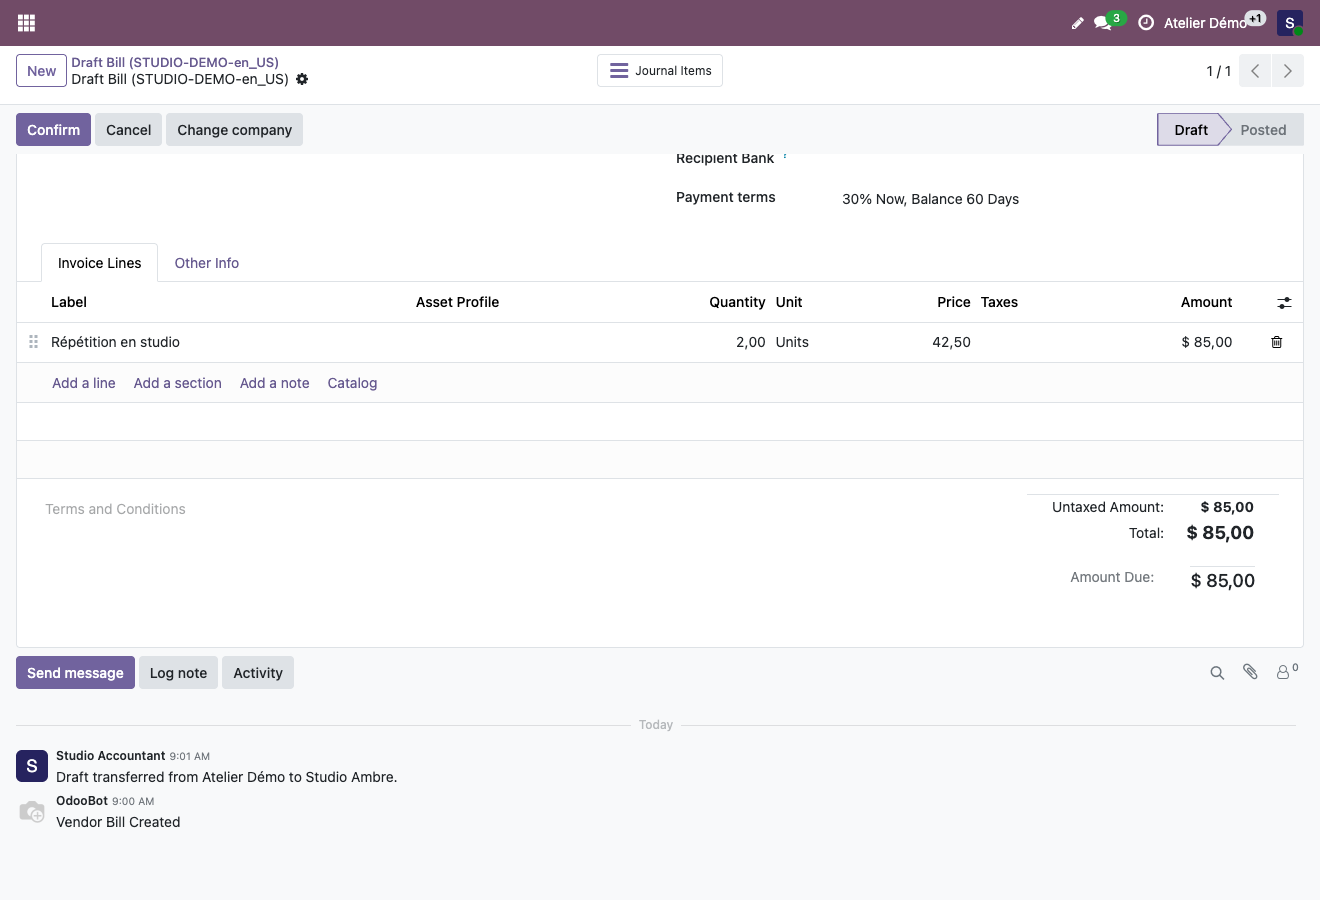 3
Atelier Démo
+1
S
New
Draft Bill (STUDIO-DEMO-en_US)
Draft Bill (STUDIO-DEMO-en_US)
Journal Items
1 / 1
Confirm
Cancel
Change company
Draft
Posted
Recipient Bank ?
Payment terms
30% Now, Balance 60 Days
Invoice Lines
Other Info
Label
Asset Profile
Quantity
Unit
Price
Taxes
Amount
Répétition en studio
2,00
Units
42,50
$ 85,00
Add a line
Add a section
Add a note
Catalog
Terms and Conditions
Untaxed Amount:
$ 85,00
Total:
$ 85,00
Amount Due:
$ 85,00
Send message
Log note
Activity
0
Today
S
Studio Accountant 9:01 AM
Draft transferred from Atelier Démo to Studio Ambre.
OdooBot 9:00 AM
Vendor Bill Created